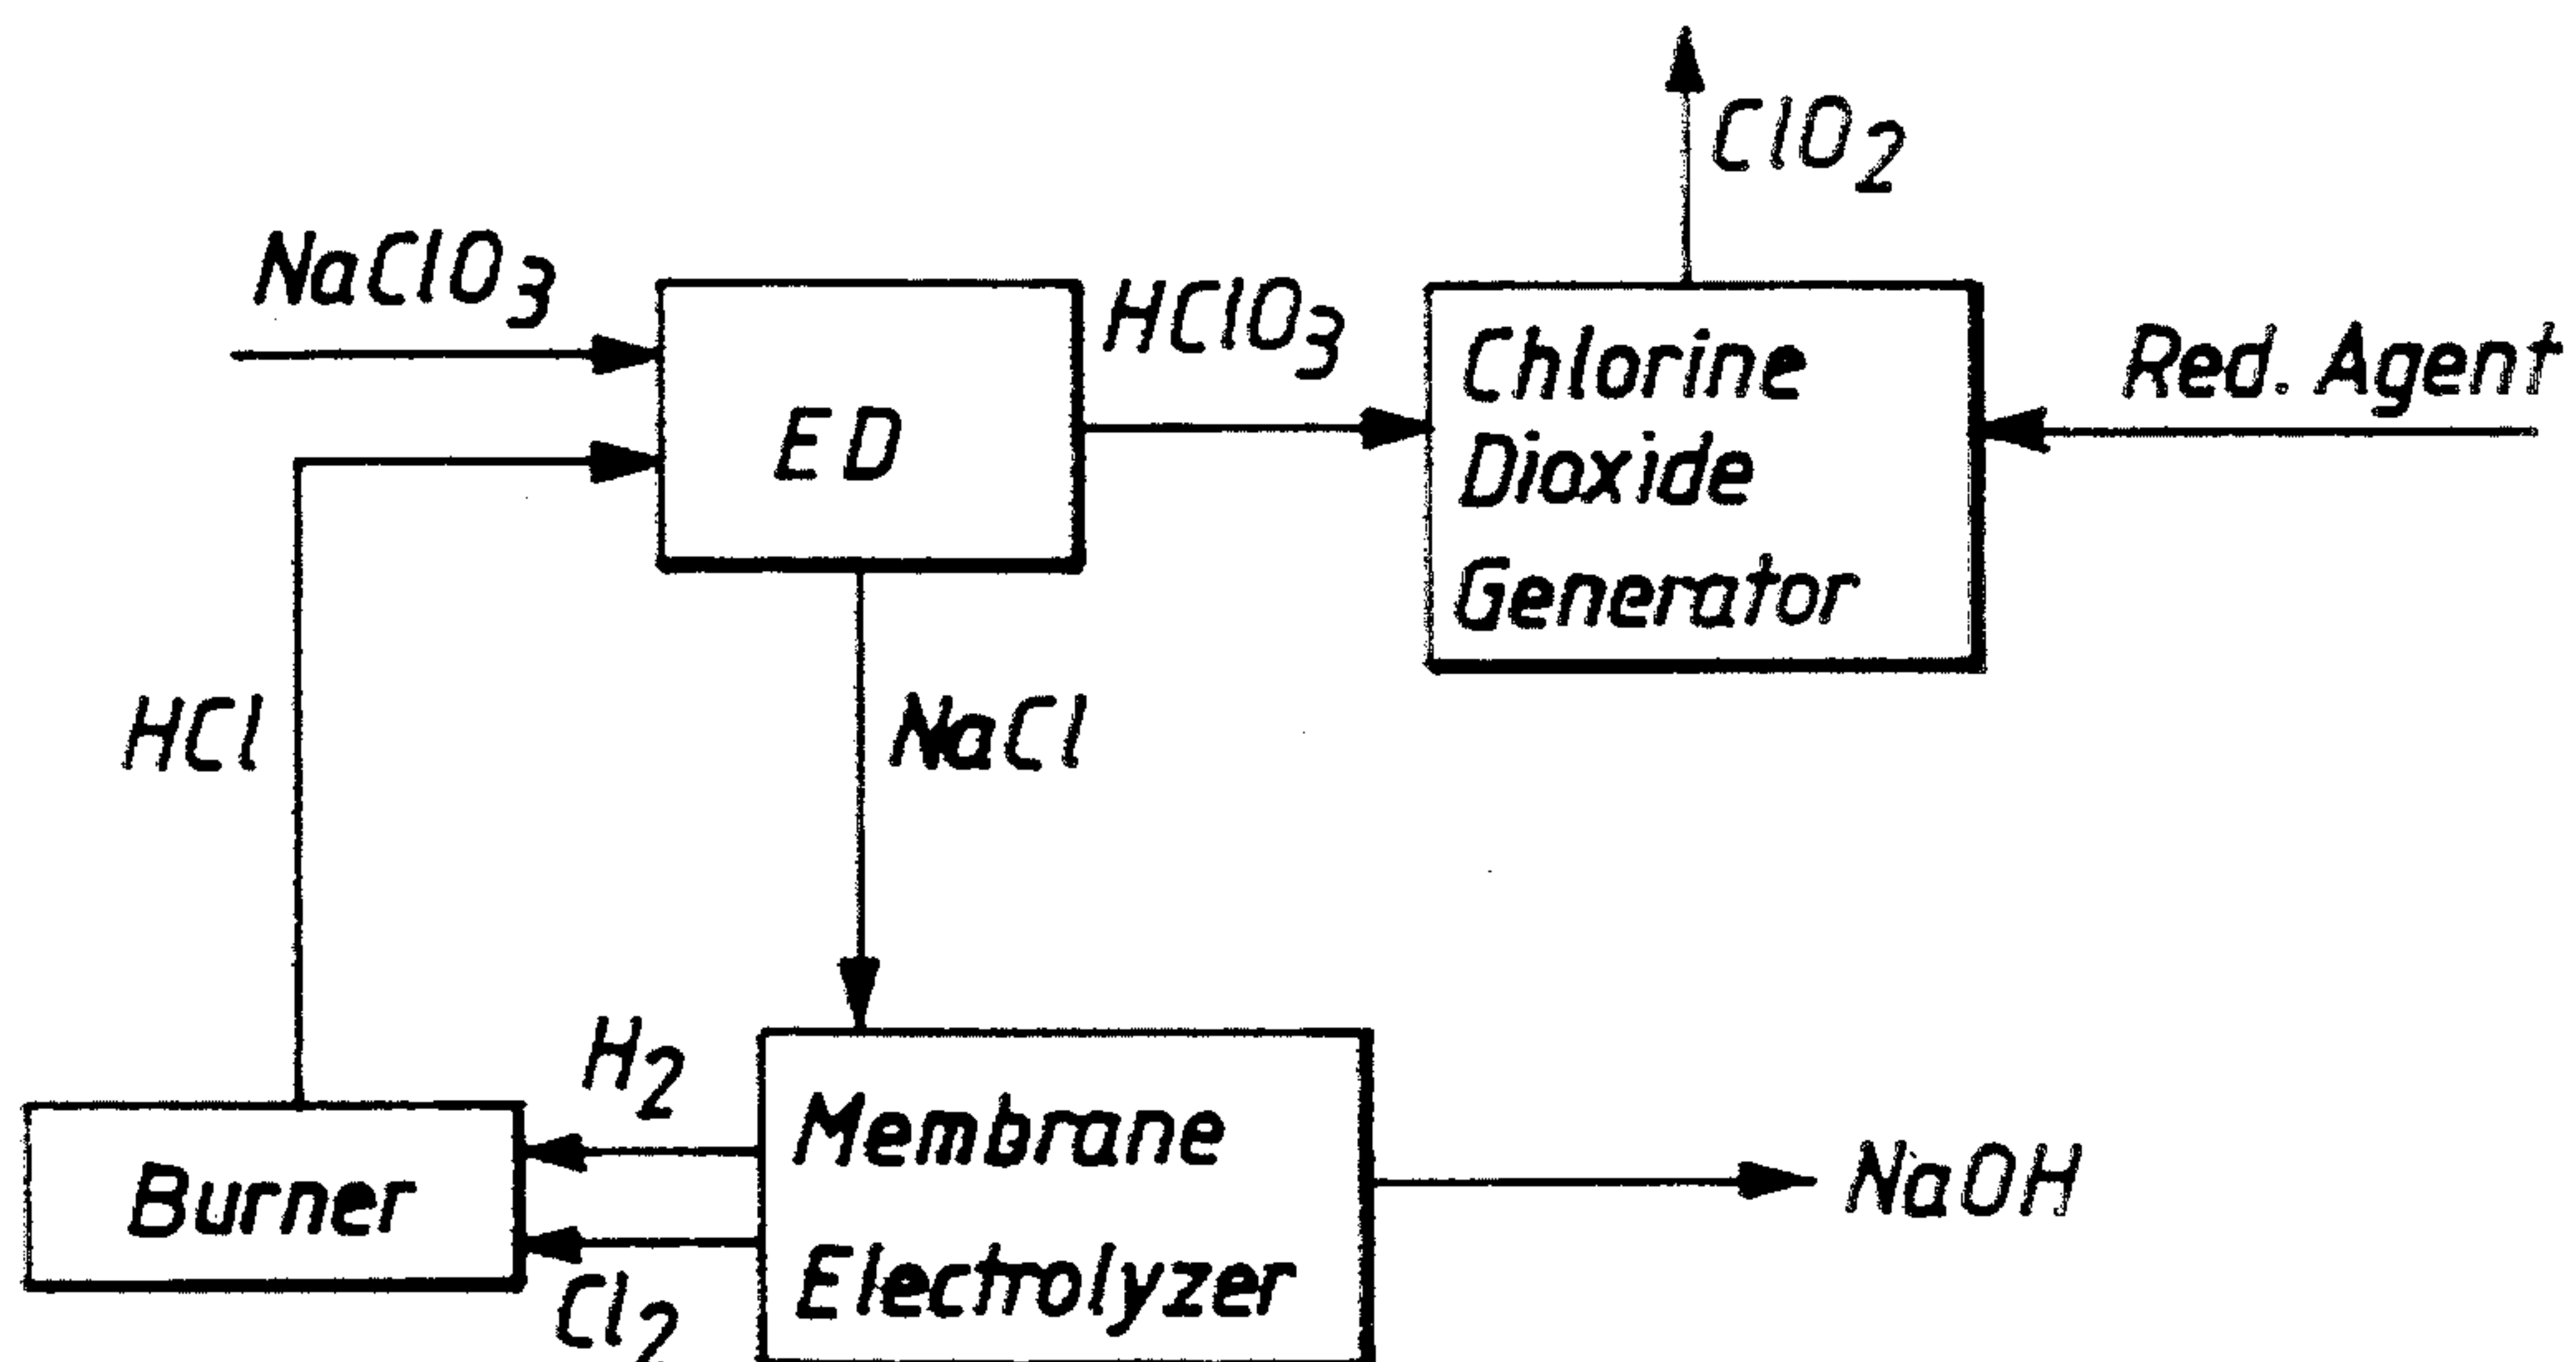 ClO2
NaClO3
HClO3
Red. Agent
ED
Chlorine
Dioxide
Generator
HCl
NaCl
H2
Cl2
Burner
Membrane
Electrolyzer
NaOH